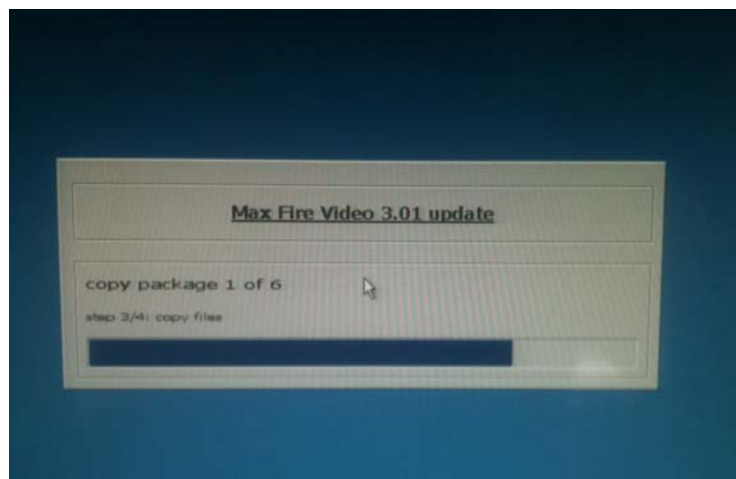 Max Fire Video 3.01 update
copy package 1 of 6
step 3/4: copy files